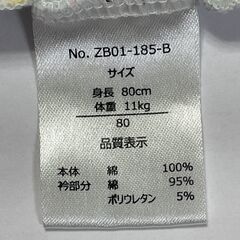 No. ZB01-185-B
サイズ
身長 80cm
体重 11kg
80
品質表示
本体 綿 100%
衿部分 綿 95%
ポリウレタン 5%